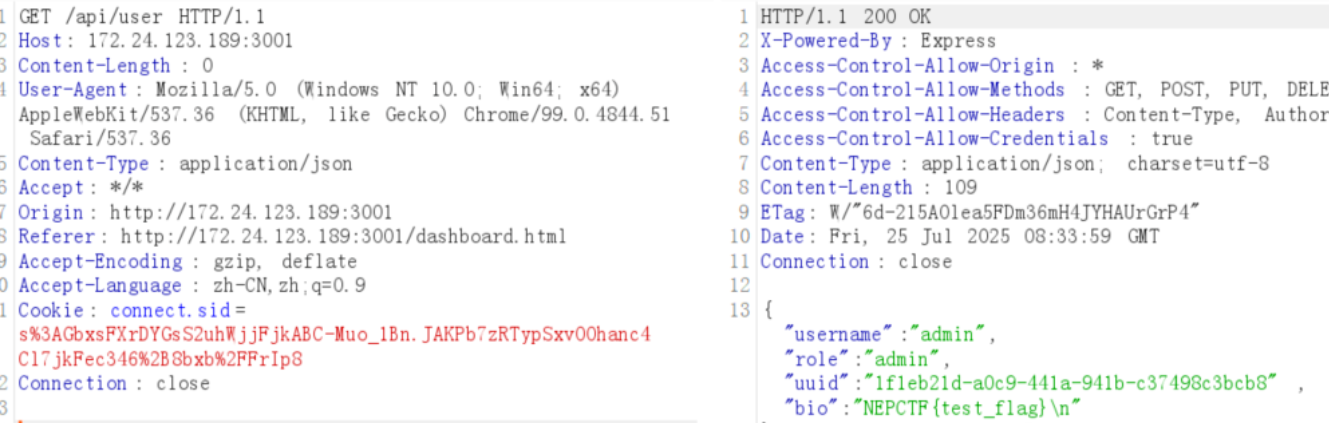 1 GET /api/user HTTP/1.1
2 Host: 172.24.123.189:3001
3 Content-Length: 0
4 User-Agent: Mozilla/5.0 (Windows NT 10.0; Win64; x64)
AppleWebKit/537.36 (KHTML, like Gecko) Chrome/99.0.4844.51
Safari/537.36
5 Content-Type: application/json
6 Accept: */*
7 Origin: http://172.24.123.189:3001
8 Referer: http://172.24.123.189:3001/dashboard.html
9 Accept-Encoding: gzip, deflate
0 Accept-Language: zh-CN,zh;q=0.9
1 Cookie: connect.sid=
s%3AGbxsFXrDYGsS2uhWjjFjkABC-Muo_1Bn.JAKPb7zRTypSxvO0hanc4
Cl7jkFec346%2B8bxb%2FFrIp8
2 Connection: close
3
1 HTTP/1.1 200 OK
2 X-Powered-By: Express
3 Access-Control-Allow-Origin: *
4 Access-Control-Allow-Methods: GET, POST, PUT, DELE
5 Access-Control-Allow-Headers: Content-Type, Author
6 Access-Control-Allow-Credentials: true
7 Content-Type: application/json; charset=utf-8
8 Content-Length: 109
9 ETag: W/"6d-215AOlea5FDm36mH4JYHAUrGrP4"
10 Date: Fri, 25 Jul 2025 08:33:59 GMT
11 Connection: close
12
13 {
"username":"admin",
"role":"admin",
"uuid":"1f1eb21d-a0c9-441a-941b-c37498c3bcb8",
"bio":"NEPCTF{test_flag}\n"